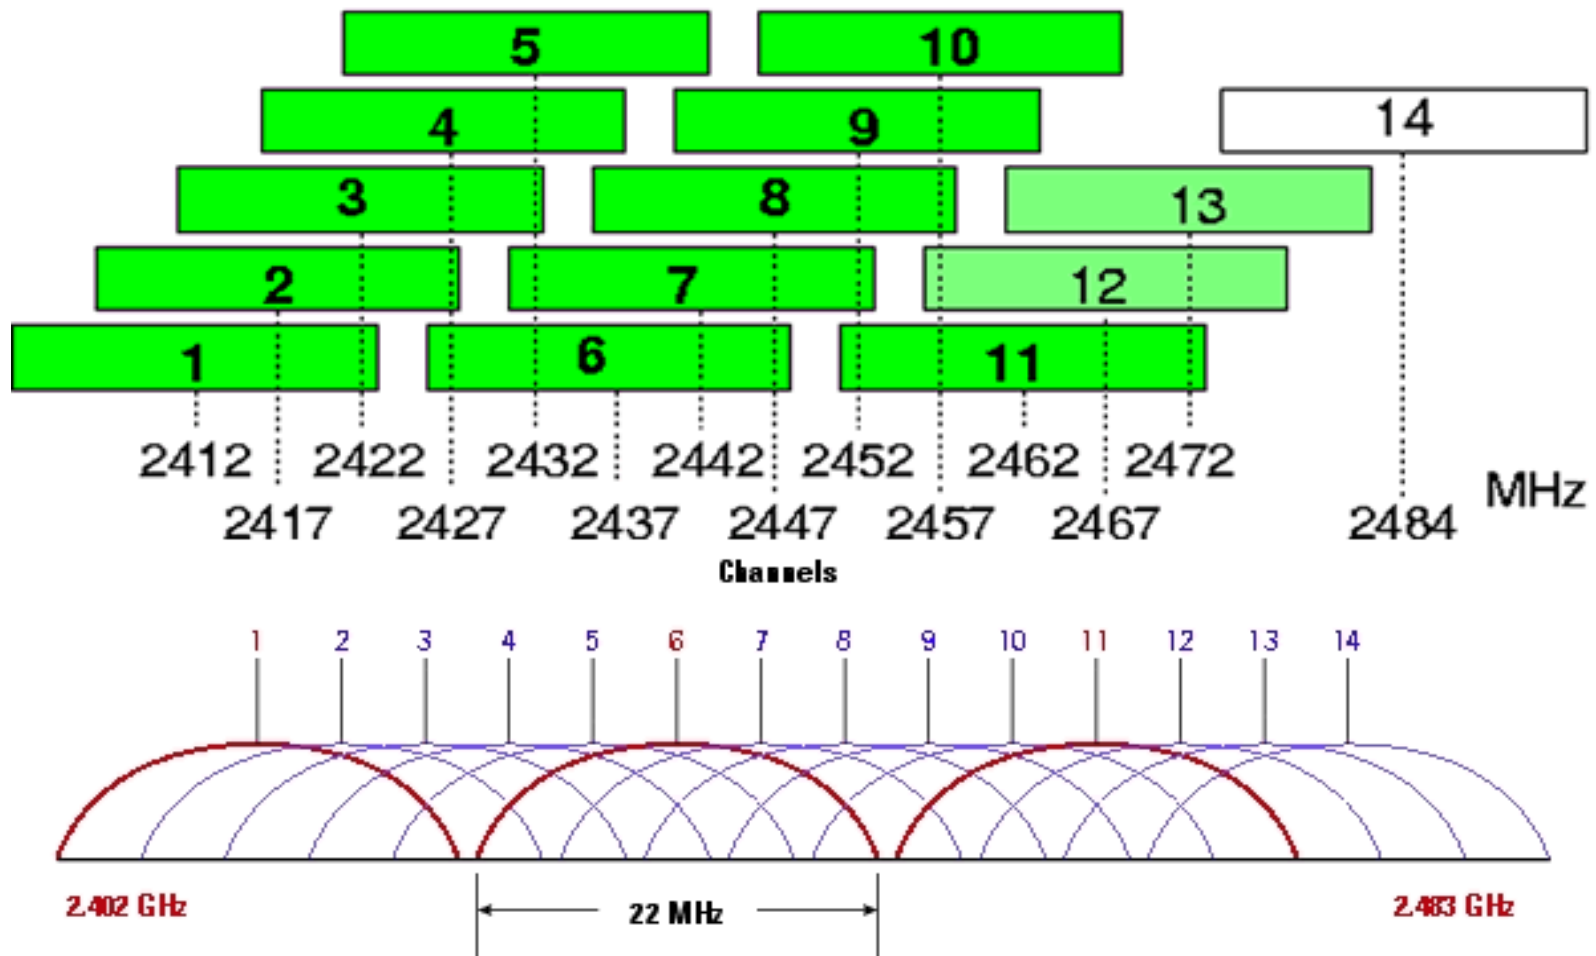 5 10
4 9 14
3 8 13
2 7 12
1 6 11
2412 2422 2432 2442 2452 2462 2472
MHz
2417 2427 2437 2447 2457 2467 2484
Channels
1 2 3 4 5 6 7 8 9 10 11 12 13 14
2.402 GHz 22 MHz 2.483 GHz